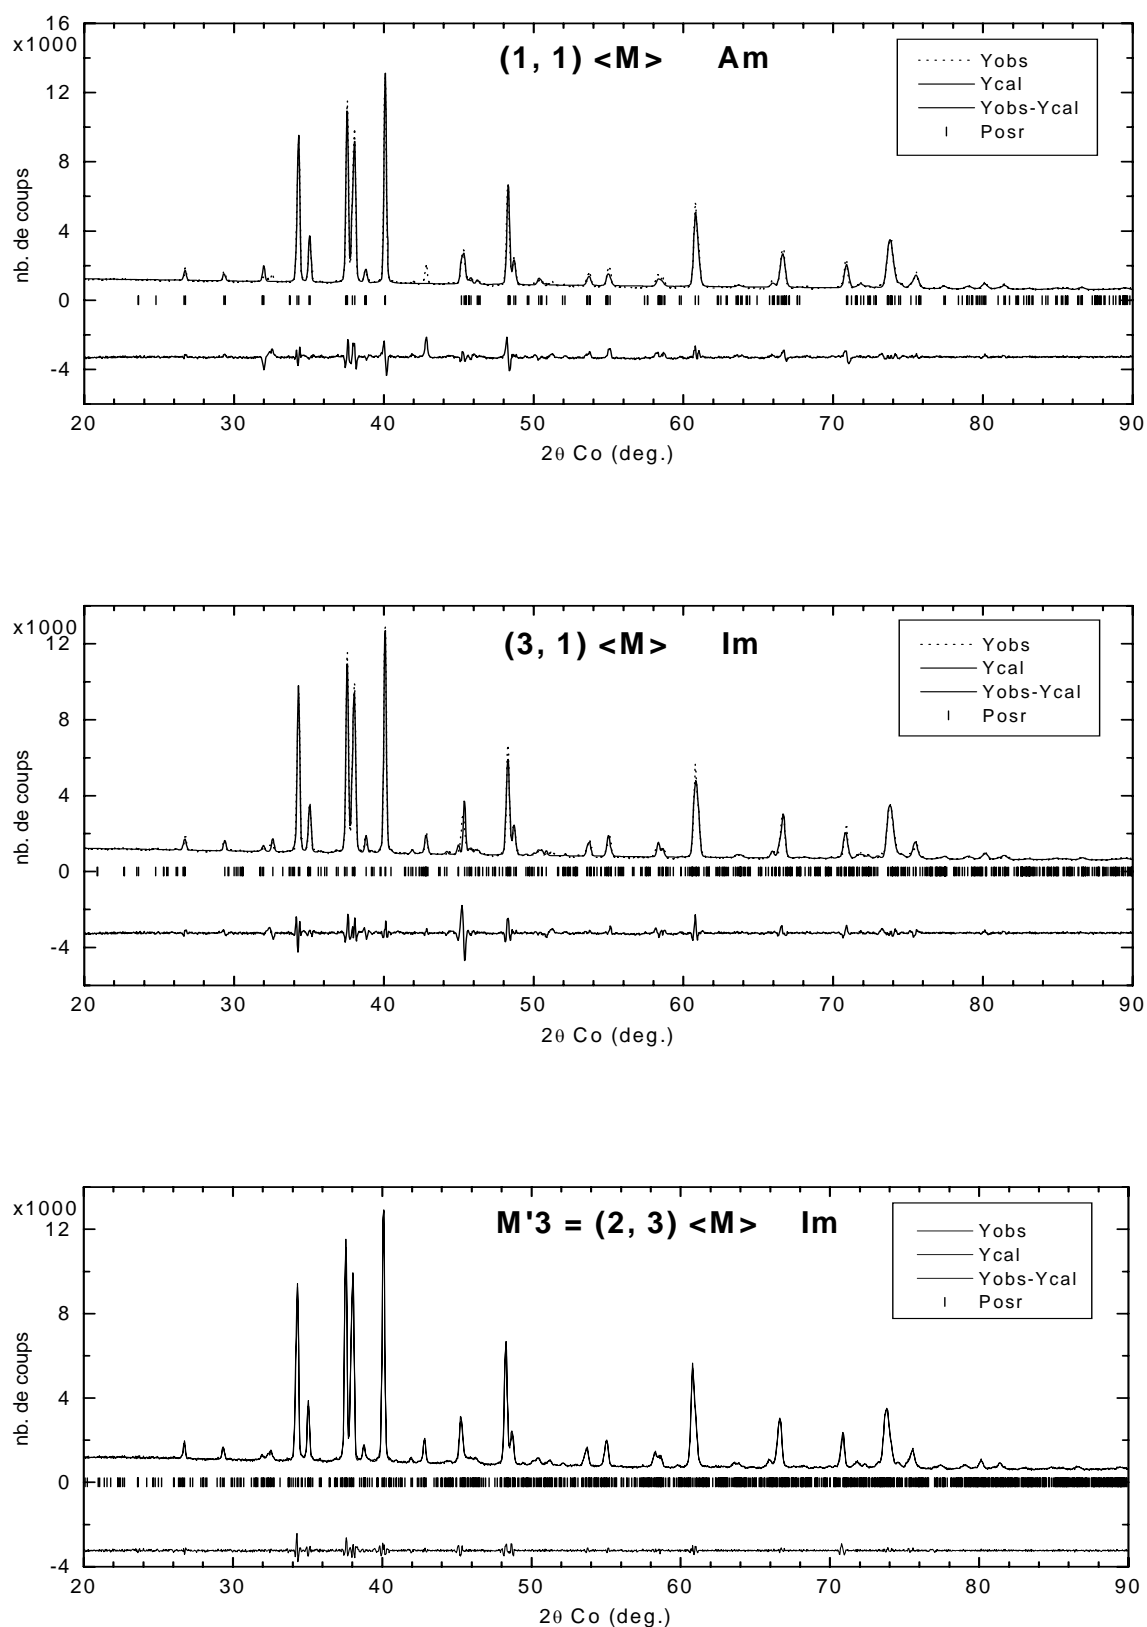 16
x1000
(1, 1) <M> Am
Yobs
Ycal
Yobs-Ycal
Posr
12
8
4
0
-4
nb. de coups
20 30 40 50 60 70 80 90
2θ Co (deg.)
x1000
12
(3, 1) <M> Im
Yobs
Ycal
Yobs-Ycal
Posr
8
4
0
-4
nb. de coups
20 30 40 50 60 70 80 90
2θ Co (deg.)
x1000
12
M'3 = (2, 3) <M> Im
Yobs
Ycal
Yobs-Ycal
Posr
8
4
0
-4
nb. de coups
20 30 40 50 60 70 80 90
2θ Co (deg.)